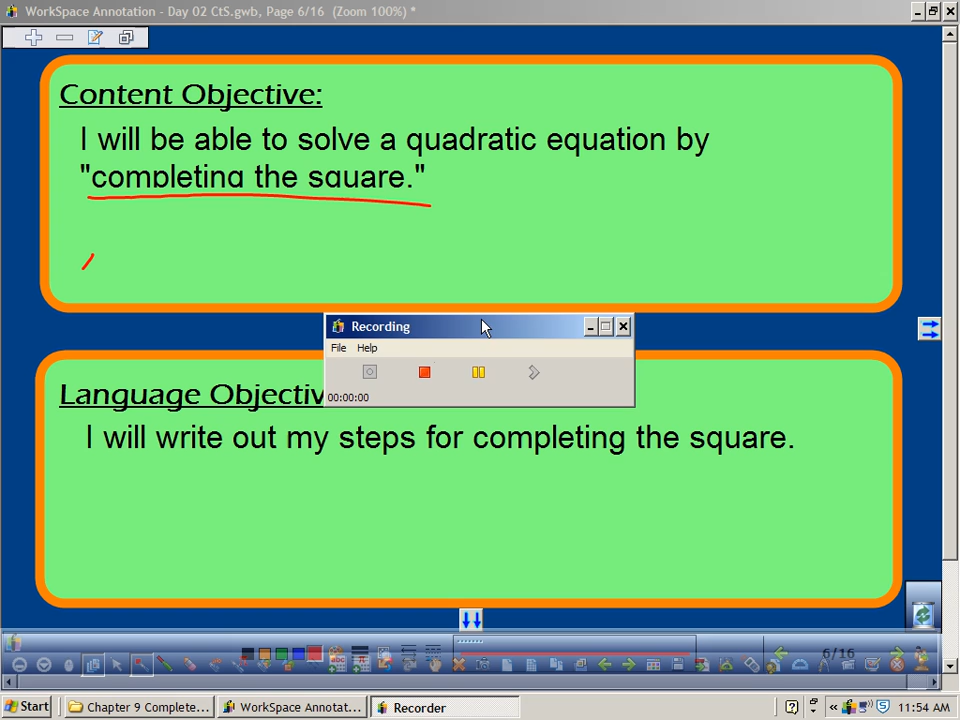 WorkSpace Annotation - Day 02 CtS.gwb, Page 6/16 (Zoom 100%) *
Content Objective:
I will be able to solve a quadratic equation by
"completing the square."
Recording
File Help
00:00:00
Language Objectiv
I will write out my steps for completing the square.
6/16
Start
Chapter 9 Complete...
WorkSpace Annotat...
Recorder
11:54 AM